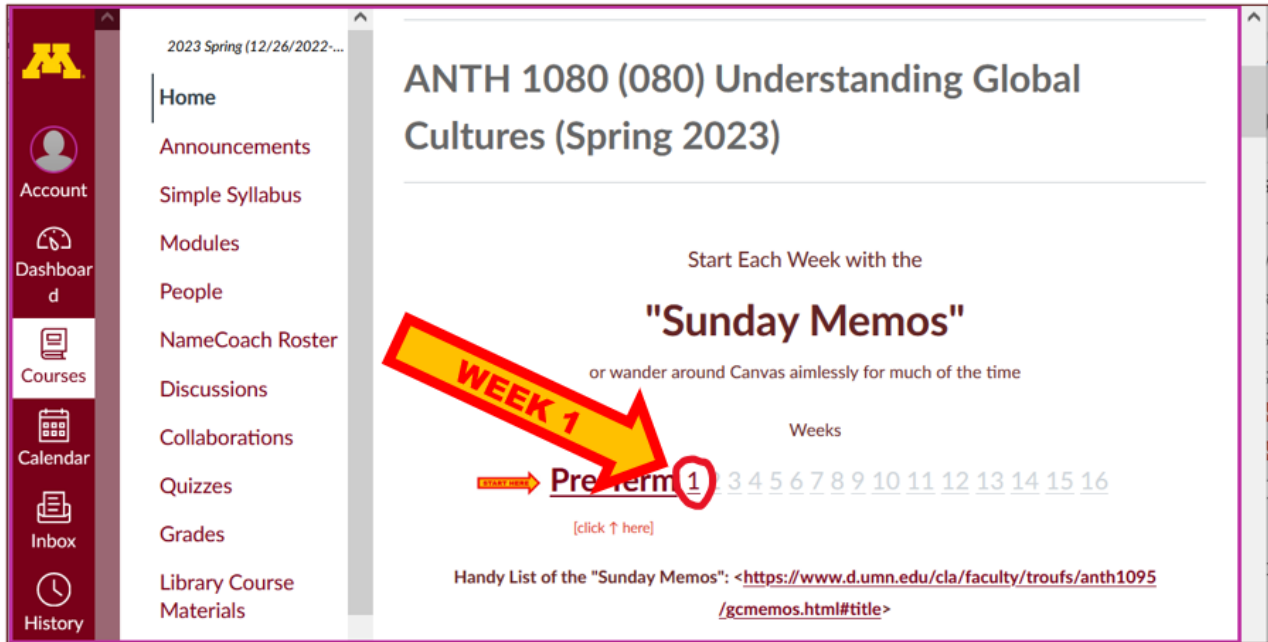 2023 Spring (12/26/2022-...
Home
Announcements
Simple Syllabus
Modules
People
NameCoach Roster
Discussions
Collaborations
Quizzes
Grades
Library Course
Materials
M
Account
Dashboar
d
Courses
Calendar
Inbox
History
ANTH 1080 (080) Understanding Global
Cultures (Spring 2023)
Start Each Week with the
"Sunday Memos"
or wander around Canvas aimlessly for much of the time
WEEK 1
Weeks
START HERE Pre-Term 1 2 3 4 5 6 7 8 9 10 11 12 13 14 15 16
[click ↑ here]
Handy List of the "Sunday Memos": <https://www.d.umn.edu/cla/faculty/troufs/anth1095
/gcmemos.html#title>